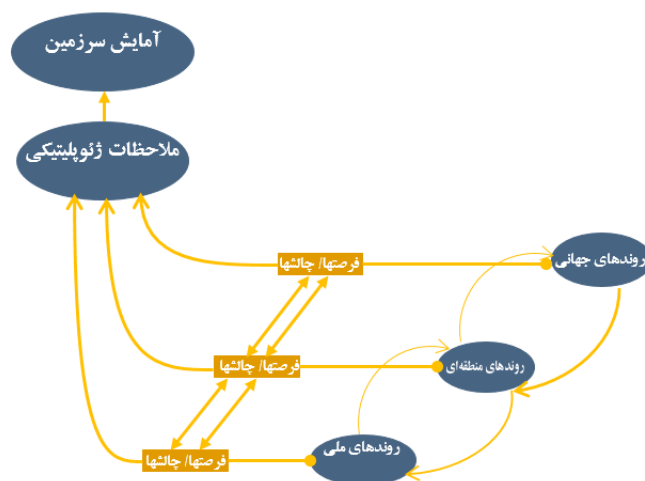 آمایش سرزمین
ملاحظات ژئوپلیتیکی
روندهای جهانی
فرصتها/ چالشها
روندهای منطقه‌ای
فرصتها/ چالشها
روندهای ملی
فرصتها/ چالشها